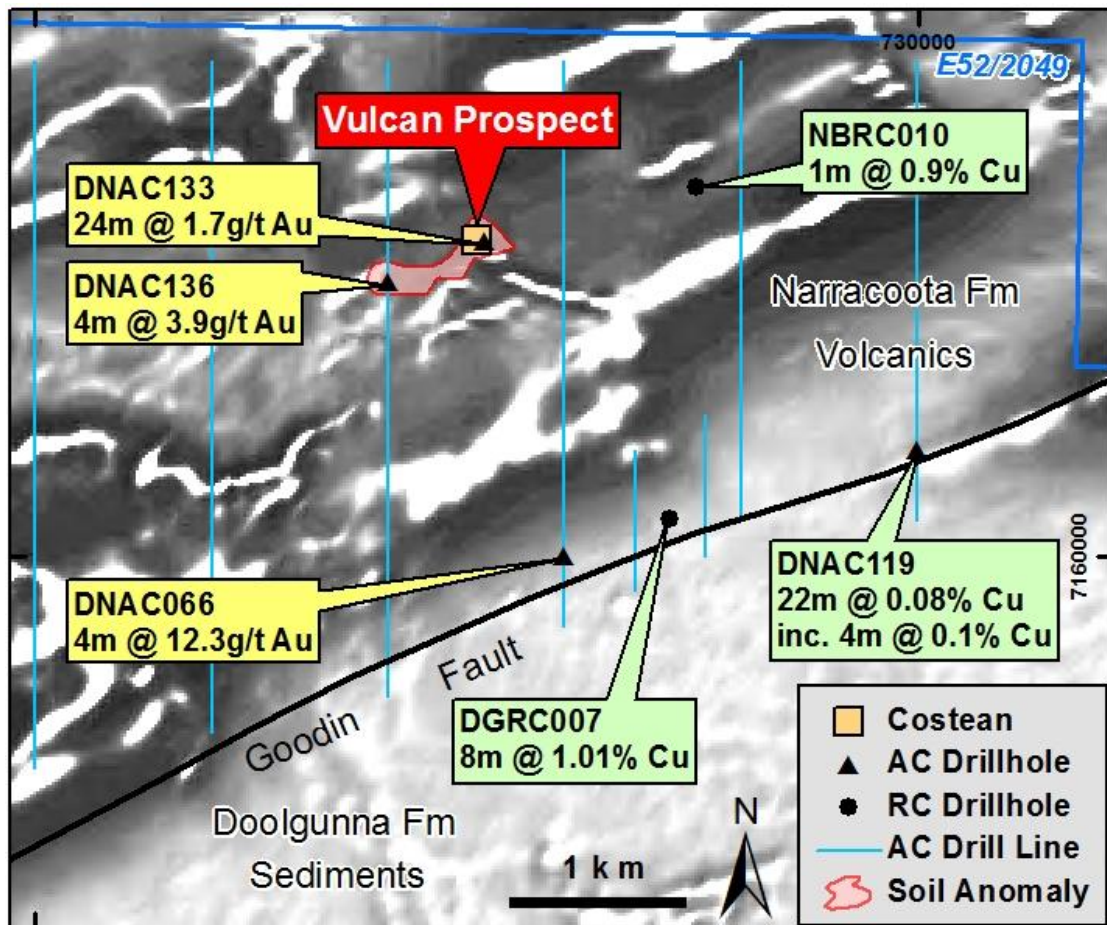 730000
E52/2049
Vulcan Prospect
NBRC010
1m @ 0.9% Cu
DNAC133
24m @ 1.7g/t Au
DNAC136
4m @ 3.9g/t Au
Narracoota Fm
Volcanics
7160000
DNAC066
4m @ 12.3g/t Au
DNAC119
22m @ 0.08% Cu
inc. 4m @ 0.1% Cu
Goodin Fault
DGRC007
8m @ 1.01% Cu
Doolgunna Fm
Sediments
1 km
N
Costean
AC Drillhole
RC Drillhole
AC Drill Line
Soil Anomaly